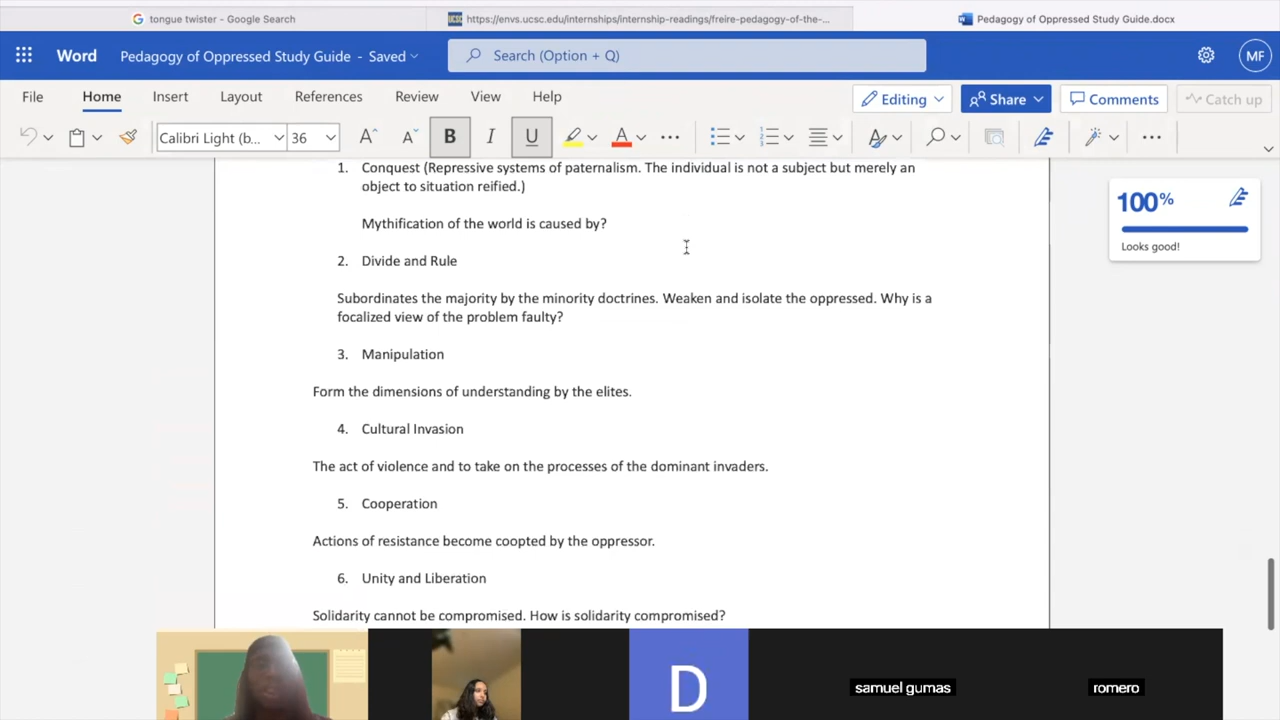 tongue twister - Google Search
https://envs.ucsc.edu/internships/internship-readings/freire-pedagogy-of-the-...
Pedagogy of Oppressed Study Guide.docx
Word
Pedagogy of Oppressed Study Guide - Saved
Search (Option + Q)
MF
File
Home
Insert
Layout
References
Review
View
Help
Editing
Share
Comments
Catch up
Calibri Light (b...
36
A
A
B
I
U
A
1. Conquest (Repressive systems of paternalism. The individual is not a subject but merely an
object to situation reified.)
Mythification of the world is caused by?
2. Divide and Rule
Subordinates the majority by the minority doctrines. Weaken and isolate the oppressed. Why is a
focalized view of the problem faulty?
3. Manipulation
Form the dimensions of understanding by the elites.
4. Cultural Invasion
The act of violence and to take on the processes of the dominant invaders.
5. Cooperation
Actions of resistance become coopted by the oppressor.
6. Unity and Liberation
Solidarity cannot be compromised. How is solidarity compromised?
100%
Looks good!
D
samuel gumas
romero